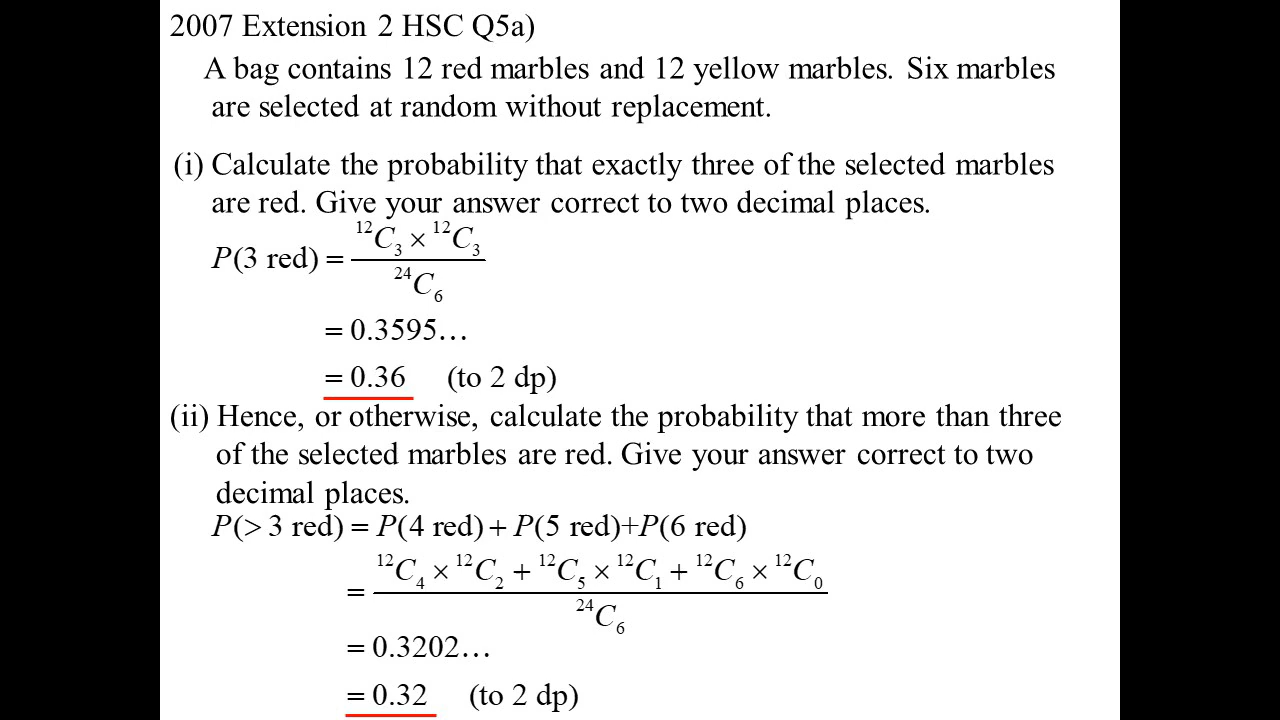 2007 Extension 2 HSC Q5a)
A bag contains 12 red marbles and 12 yellow marbles. Six marbles
are selected at random without replacement.
(i) Calculate the probability that exactly three of the selected marbles
are red. Give your answer correct to two decimal places.
P(3 red) = (¹²C₃ × ¹²C₃) / ²⁴C₆
= 0.3595…
= 0.36 (to 2 dp)
(ii) Hence, or otherwise, calculate the probability that more than three
of the selected marbles are red. Give your answer correct to two
decimal places.
P(> 3 red) = P(4 red) + P(5 red)+P(6 red)
= (¹²C₄ × ¹²C₂ + ¹²C₅ × ¹²C₁ + ¹²C₆ × ¹²C₀) / ²⁴C₆
= 0.3202…
= 0.32 (to 2 dp)